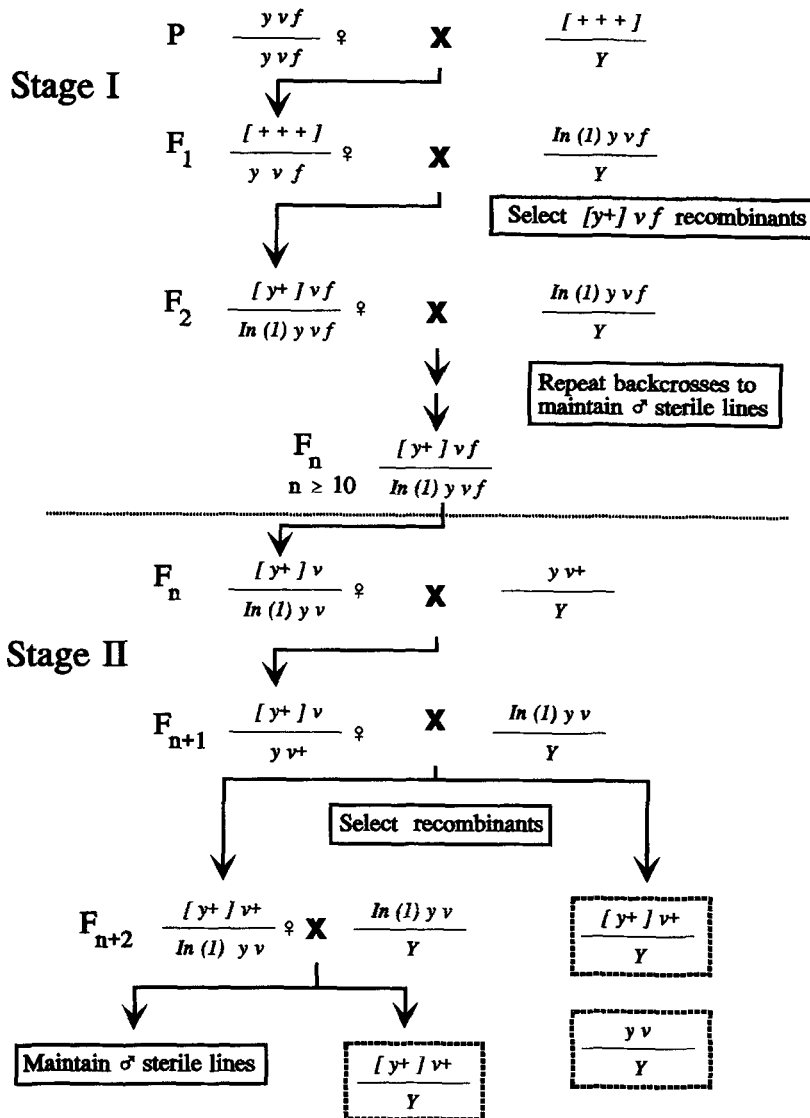 P y v f ♀ X [ + + + ]
y v f Y
Stage I
F1 [ + + + ] ♀ X In (1) y v f
y v f Y
Select [y+] v f recombinants
F2 [ y+ ] v f ♀ X In (1) y v f
In (1) y v f Y
Repeat backcrosses to
maintain ♂ sterile lines
Fn [ y+ ] v f
n ≥ 10 In (1) y v f
Fn [ y+ ] v ♀ X y v+
In (1) y v Y
Stage II
Fn+1 [ y+ ] v ♀ X In (1) y v
y v+ Y
Select recombinants
Fn+2 [ y+ ] v+ ♀ X In (1) y v [ y+ ] v+
In (1) y v Y Y
Maintain ♂ sterile lines [ y+ ] v+ y v
Y Y